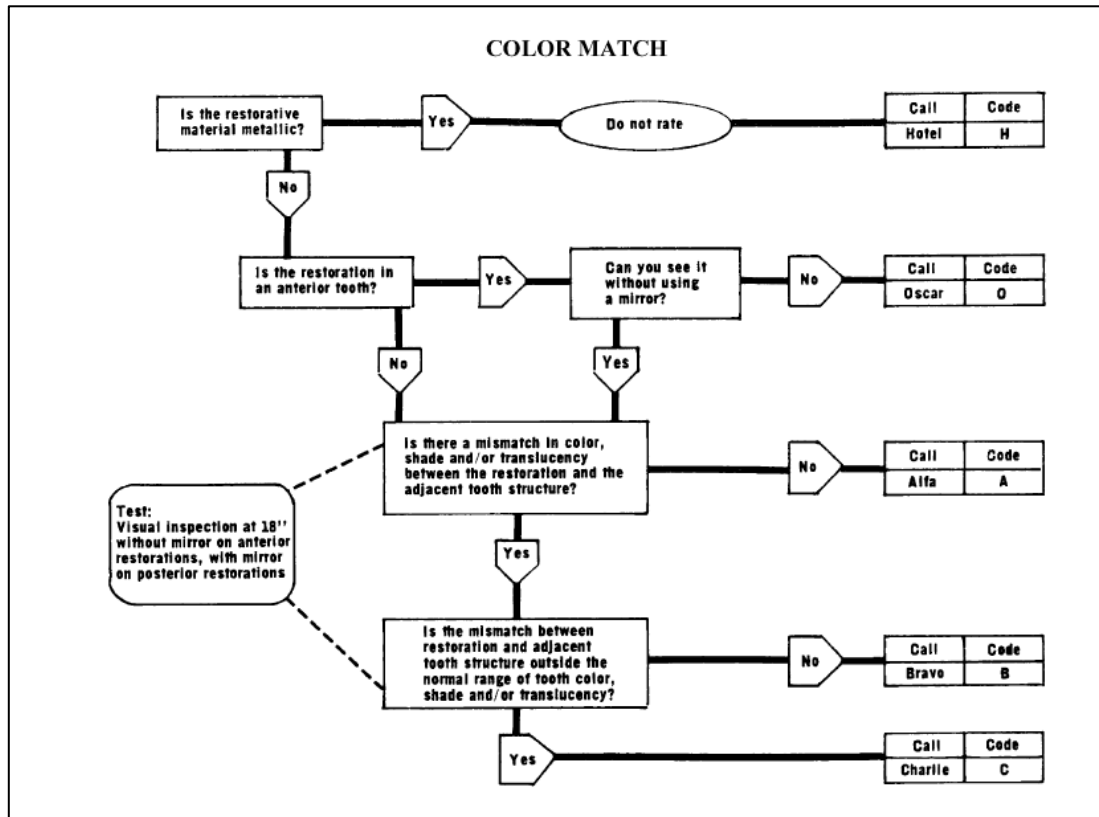 COLOR MATCH
Is the restorative
material metallic?
Yes
Do not rate
Call Code
Hotel H
No
Is the restoration in
an anterior tooth?
Yes
Can you see it
without using
a mirror?
No
Call Code
Oscar O
No
Yes
Is there a mismatch in color,
shade and/or translucency
between the restoration and the
adjacent tooth structure?
No
Call Code
Alfa A
Test:
Visual inspection at 18''
without mirror on anterior
restorations, with mirror
on posterior restorations
Yes
Is the mismatch between
restoration and adjacent
tooth structure outside the
normal range of tooth color,
shade and/or translucency?
No
Call Code
Bravo B
Yes
Call Code
Charlie C